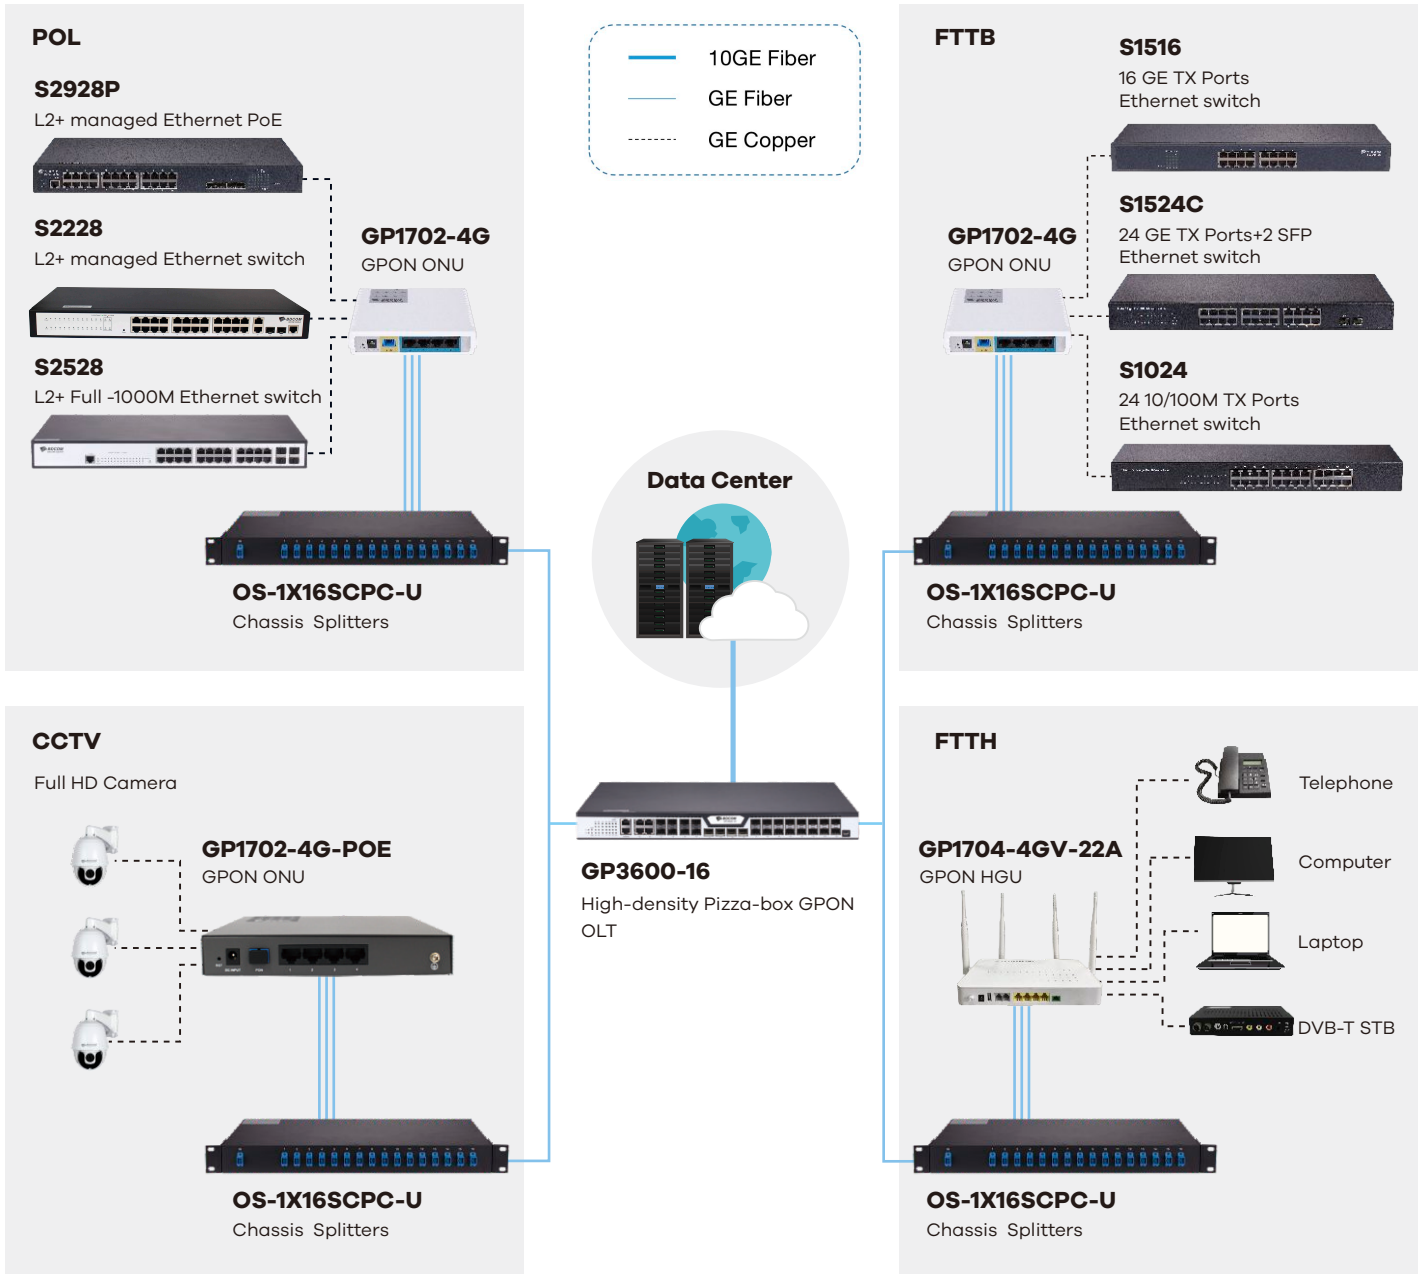 POL
S2928P
L2+ managed Ethernet PoE
S2228
L2+ managed Ethernet switch
GP1702-4G
GPON ONU
S2528
L2+ Full -1000M Ethernet switch
OS-1X16SCPC-U
Chassis Splitters
10GE Fiber
GE Fiber
GE Copper
FTTB
S1516
16 GE TX Ports
Ethernet switch
S1524C
24 GE TX Ports+2 SFP
Ethernet switch
GP1702-4G
GPON ONU
S1024
24 10/100M TX Ports
Ethernet switch
OS-1X16SCPC-U
Chassis Splitters
Data Center
GP3600-16
High-density Pizza-box GPON
OLT
CCTV
Full HD Camera
GP1702-4G-POE
GPON ONU
OS-1X16SCPC-U
Chassis Splitters
FTTH
Telephone
GP1704-4GV-22A
GPON HGU
Computer
Laptop
DVB-T STB
OS-1X16SCPC-U
Chassis Splitters